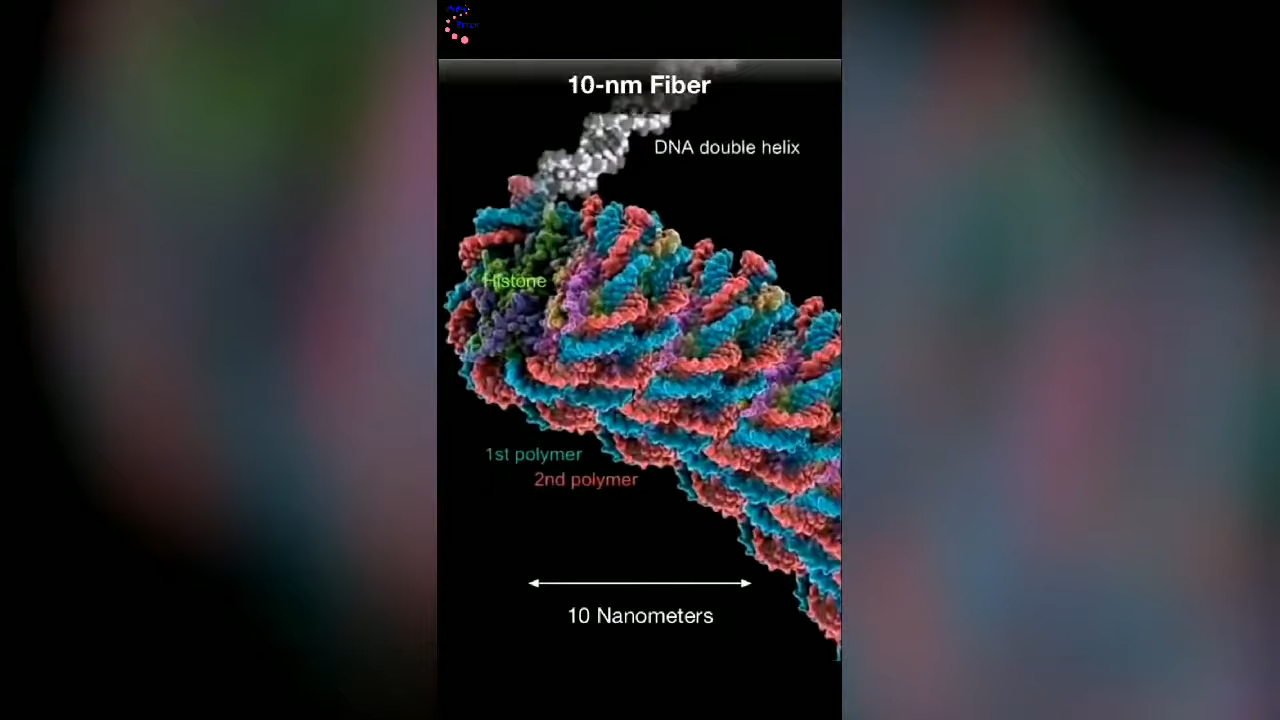 10-nm Fiber
DNA double helix
Histone
1st polymer
2nd polymer
10 Nanometers